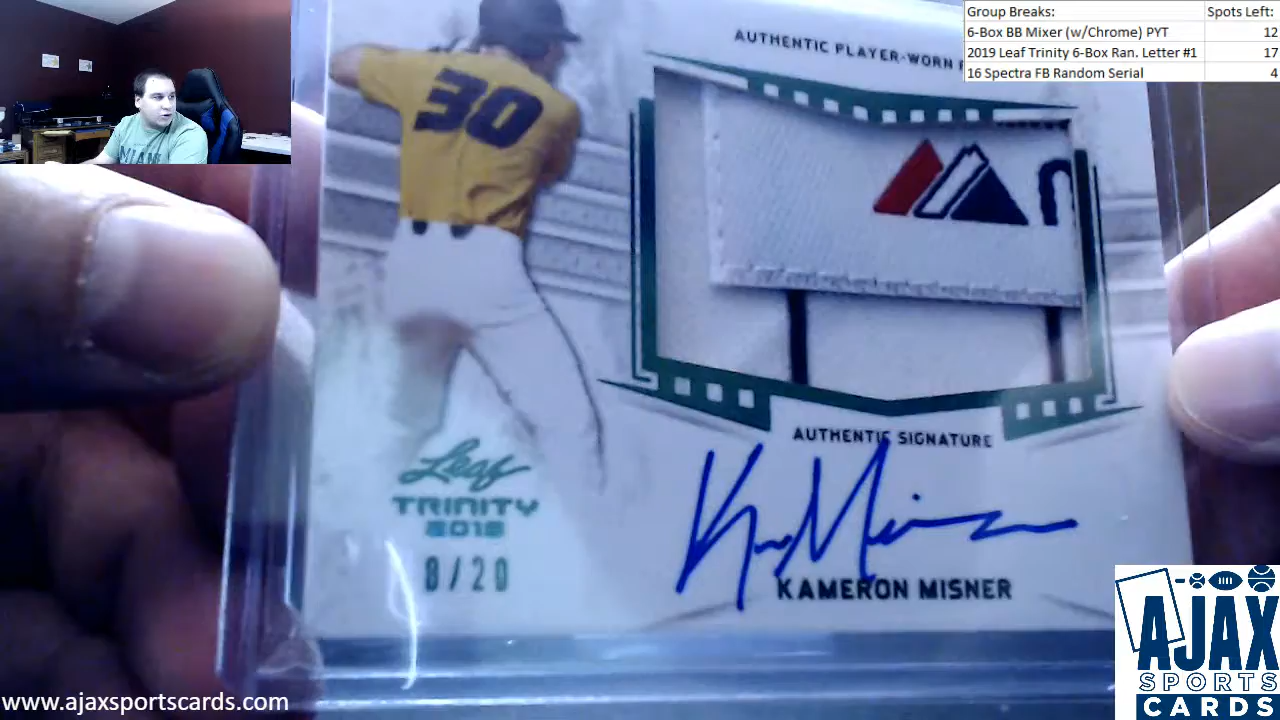 Group Breaks: Spots Left:
6-Box BB Mixer (w/Chrome) PYT 12
2019 Leaf Trinity 6-Box Ran. Letter #1 17
16 Spectra FB Random Serial 4
AUTHENTIC PLAYER-WORN
30
AUTHENTIC SIGNATURE
Leaf
TRINITY
2019
8/20
KAMERON MISNER
AJAX
SPORTS
CARDS
www.ajaxsportscards.com